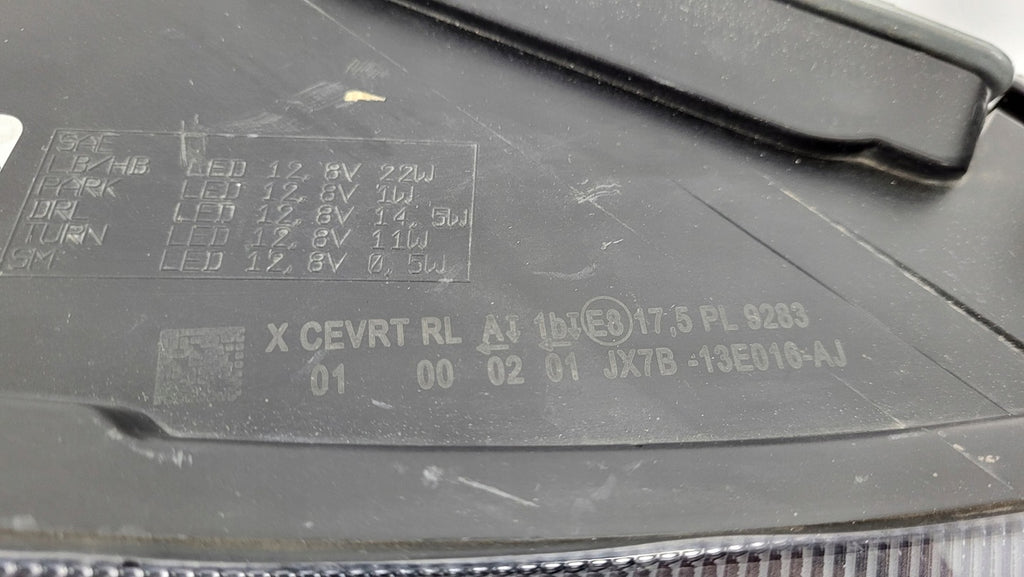 SAE
LB/HB LED 12,8V 22W
PARK LED 12,8V 1W
DRL LED 12,8V 14,5W
TURN LED 12,8V 11W
SM LED 12,8V 0,5W
X CEVRT RL AI 1bI E8 17,5 PL 9283
01 00 02 01 JX7B-13E016-AJ